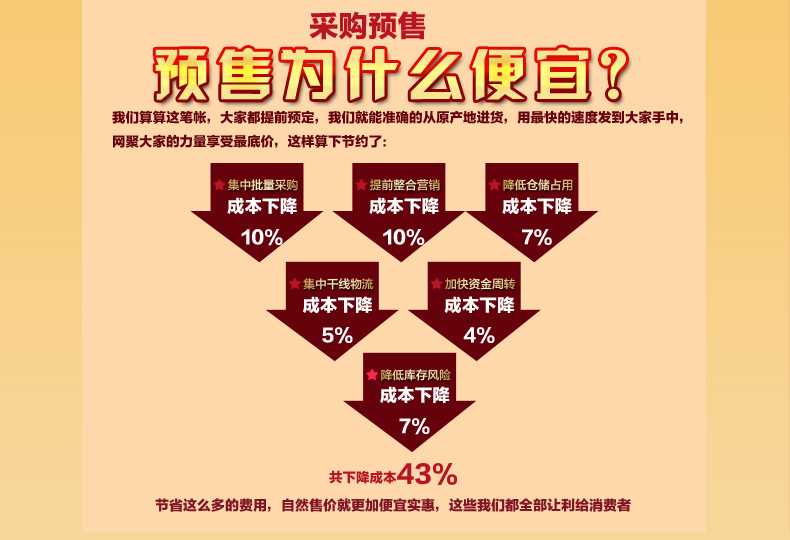 采购预售
预售为什么便宜?
我们算算这笔帐，大家都提前预定，我们就能准确的从原产地进货，用最快的速度发到大家手中，
网聚大家的力量享受最底价，这样算下节约了:
集中批量采购
成本下降
10%
提前整合营销
成本下降
10%
降低仓储占用
成本下降
7%
集中干线物流
成本下降
5%
加快资金周转
成本下降
4%
降低库存风险
成本下降
7%
共下降成本43%
节省这么多的费用，自然售价就更加便宜实惠，这些我们都全部让利给消费者